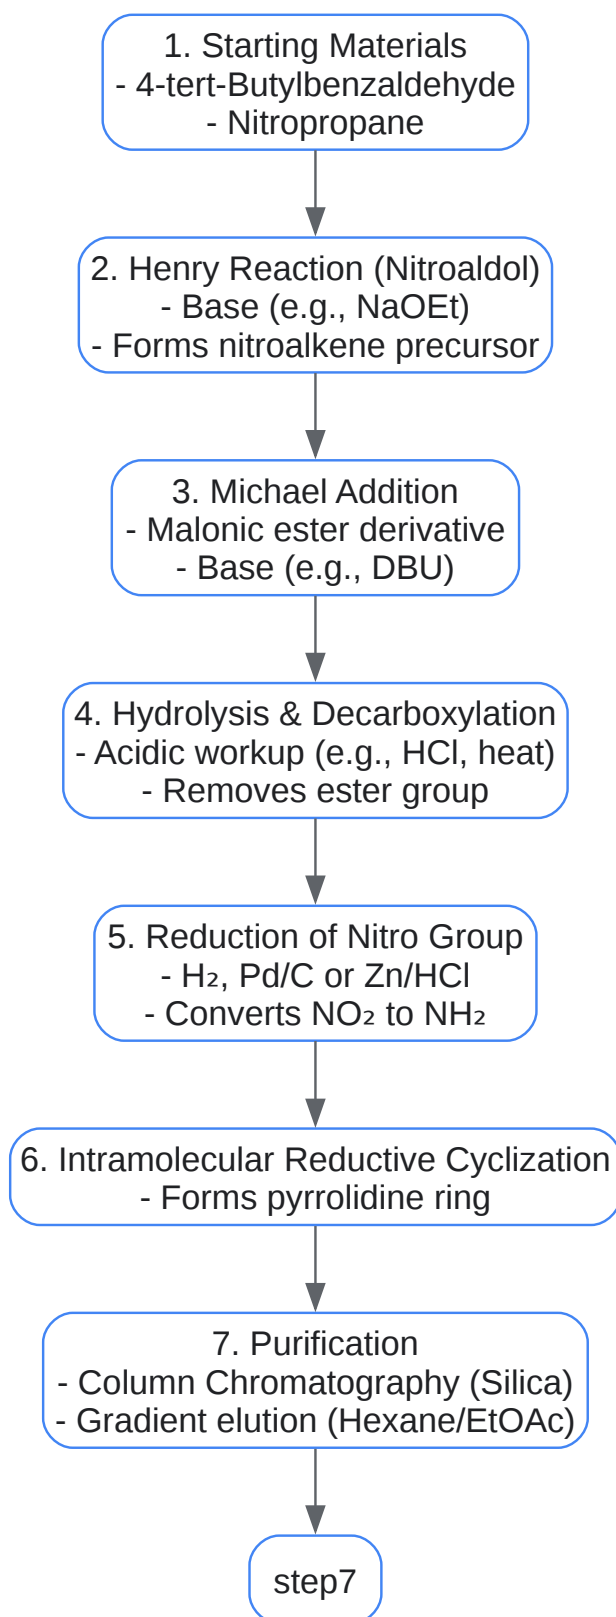 1. Starting Materials
- 4-tert-Butylbenzaldehyde
- Nitropropane
2. Henry Reaction (Nitroaldol)
- Base (e.g., NaOEt)
- Forms nitroalkene precursor
3. Michael Addition
- Malonic ester derivative
- Base (e.g., DBU)
4. Hydrolysis & Decarboxylation
- Acidic workup (e.g., HCl, heat)
- Removes ester group
5. Reduction of Nitro Group
- H₂, Pd/C or Zn/HCl
- Converts NO₂ to NH₂
6. Intramolecular Reductive Cyclization
- Forms pyrrolidine ring
7. Purification
- Column Chromatography (Silica)
- Gradient elution (Hexane/EtOAc)
step7